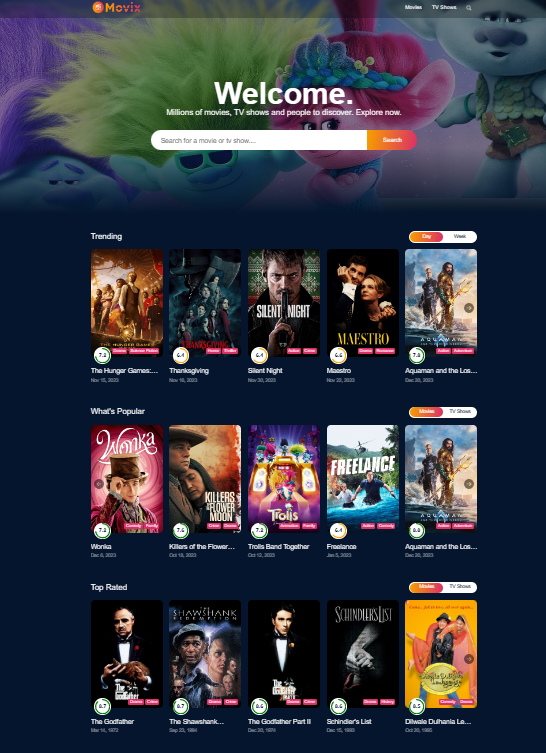 Movix
Movies TV Shows
Welcome.
Millions of movies, TV shows and people to discover. Explore now.
Search for a movie or tv show....
Search
Trending
Day Week
THE HUNGER GAMES
THANKSGIVING
SILENT NIGHT
MAESTRO
AQUAMAN
7.2 Drama Science Fiction
6.4 Horror Thriller
6.4 Action Crime
6.6 Drama Romance
7.0 Action Adventure
The Hunger Games:...
Nov 15, 2023
Thanksgiving
Nov 16, 2023
Silent Night
Nov 30, 2023
Maestro
Nov 22, 2023
Aquaman and the Los...
Dec 20, 2023
What's Popular
Movies TV Shows
Wonka
KILLERS
OF THE
FLOWER
MOON
Trolls
FREELANCE
AQUAMAN
7.2 Comedy Family
7.6 Crime Drama
7.2 Animation Family
6.4 Action Comedy
Action Adventure
Wonka
Dec 6, 2023
Killers of the Flower...
Oct 18, 2023
Trolls Band Together
Oct 12, 2023
Freelance
Jan 5, 2023
Aquaman and the Los...
Dec 20, 2023
Top Rated
Movies TV Shows
The
Godfather
THE
SHAWSHANK
REDEMPTION
The
Godfather
PART II
SCHINDLER'S LIST
8.7 Drama Crime
8.7 Drama Crime
8.6 Drama Crime
8.6 Drama History
8.5 Comedy Drama
The Godfather
Mar 14, 1972
The Shawshank...
Sep 23, 1994
The Godfather Part II
Dec 20, 1974
Schindler's List
Dec 15, 1993
Dilwale Dulhania Le...
Oct 20, 1995